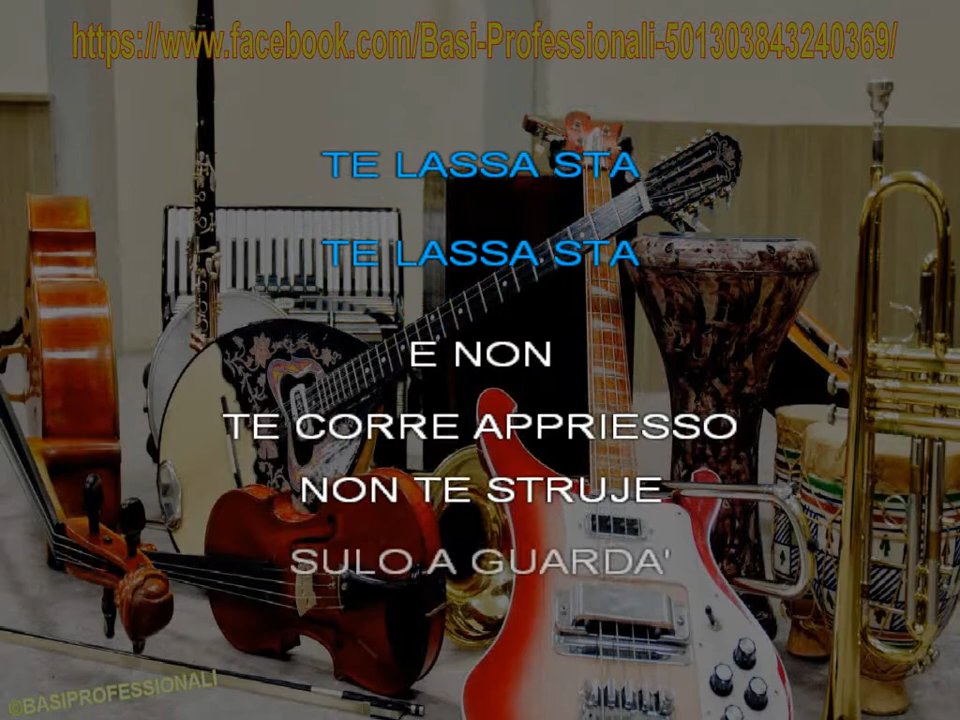 https://www.facebook.com/Basi-Professionali-501303843240369/
TE LASSA STA
TE LASSA STA
E NON
TE CORRE APPRIESSO
NON TE STRUJE
SULO A GUARDA'
©BASIPROFESSIONALI